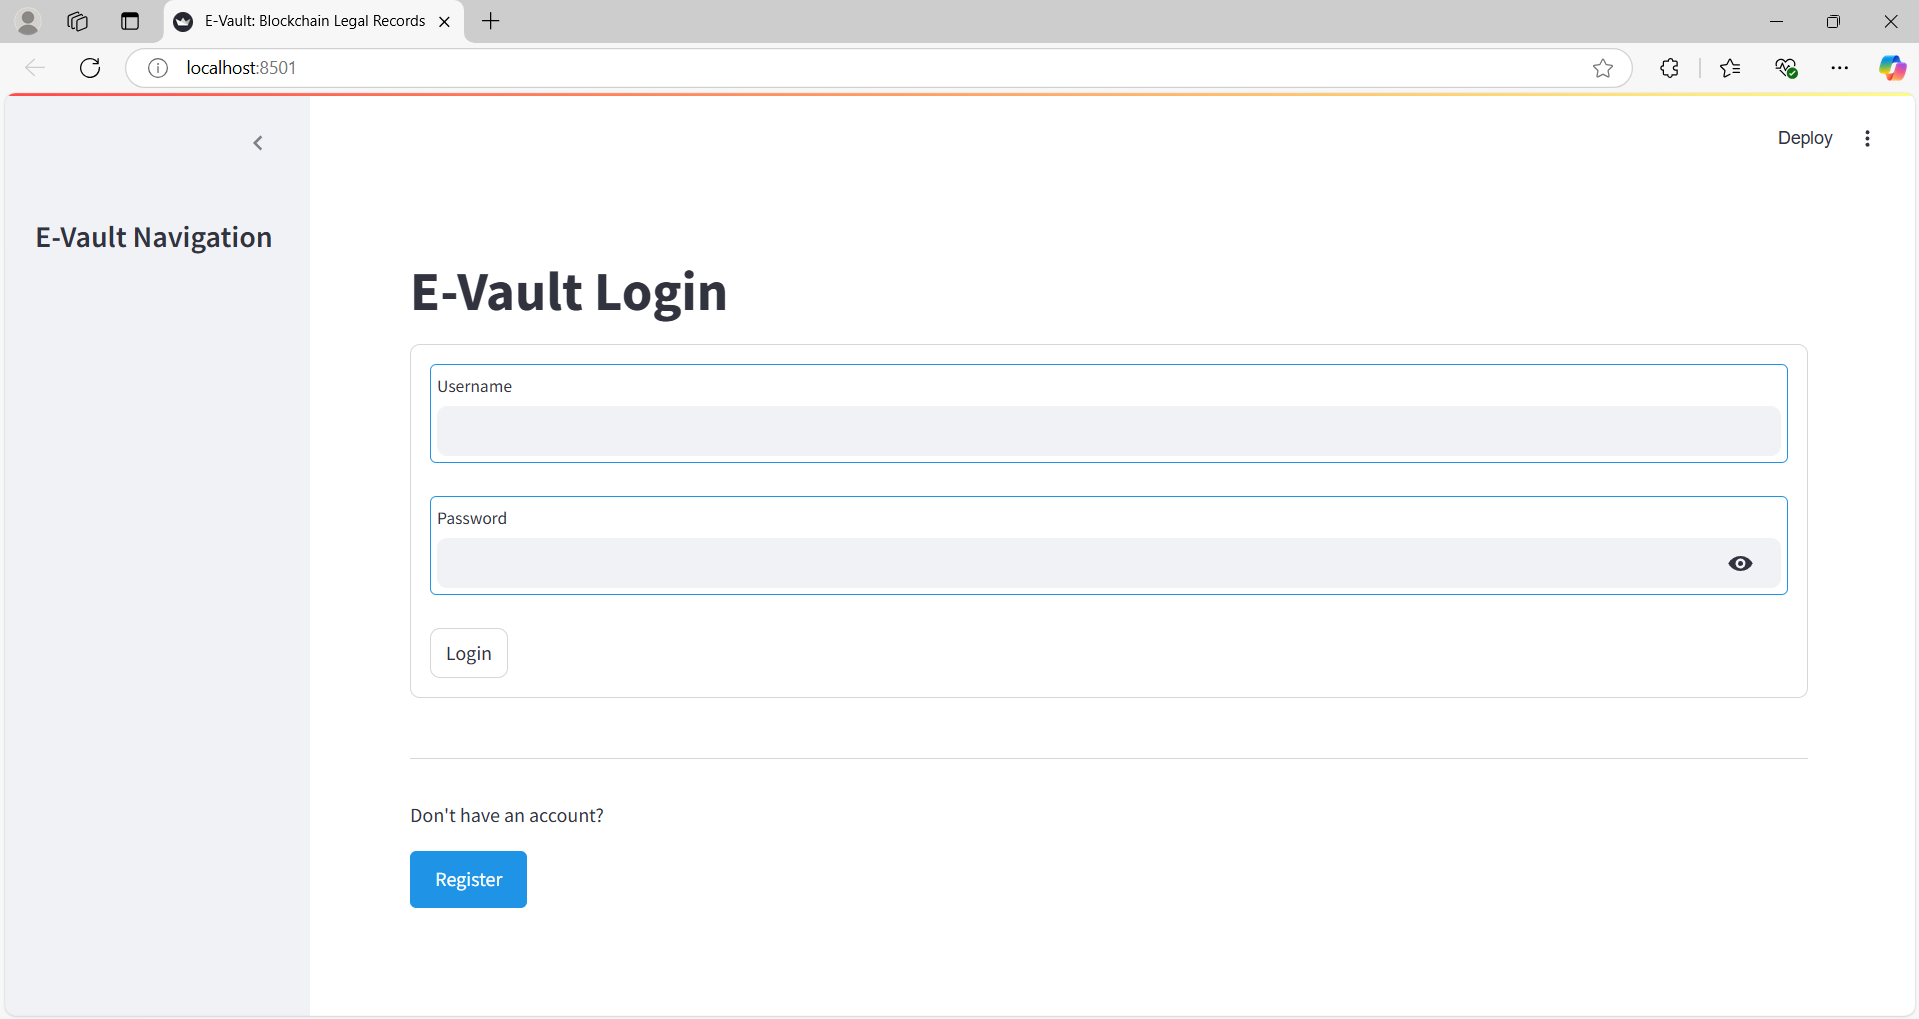 E-Vault: Blockchain Legal Records
localhost:8501
Deploy
E-Vault Navigation
E-Vault Login
Username
Password
Login
Don't have an account?
Register